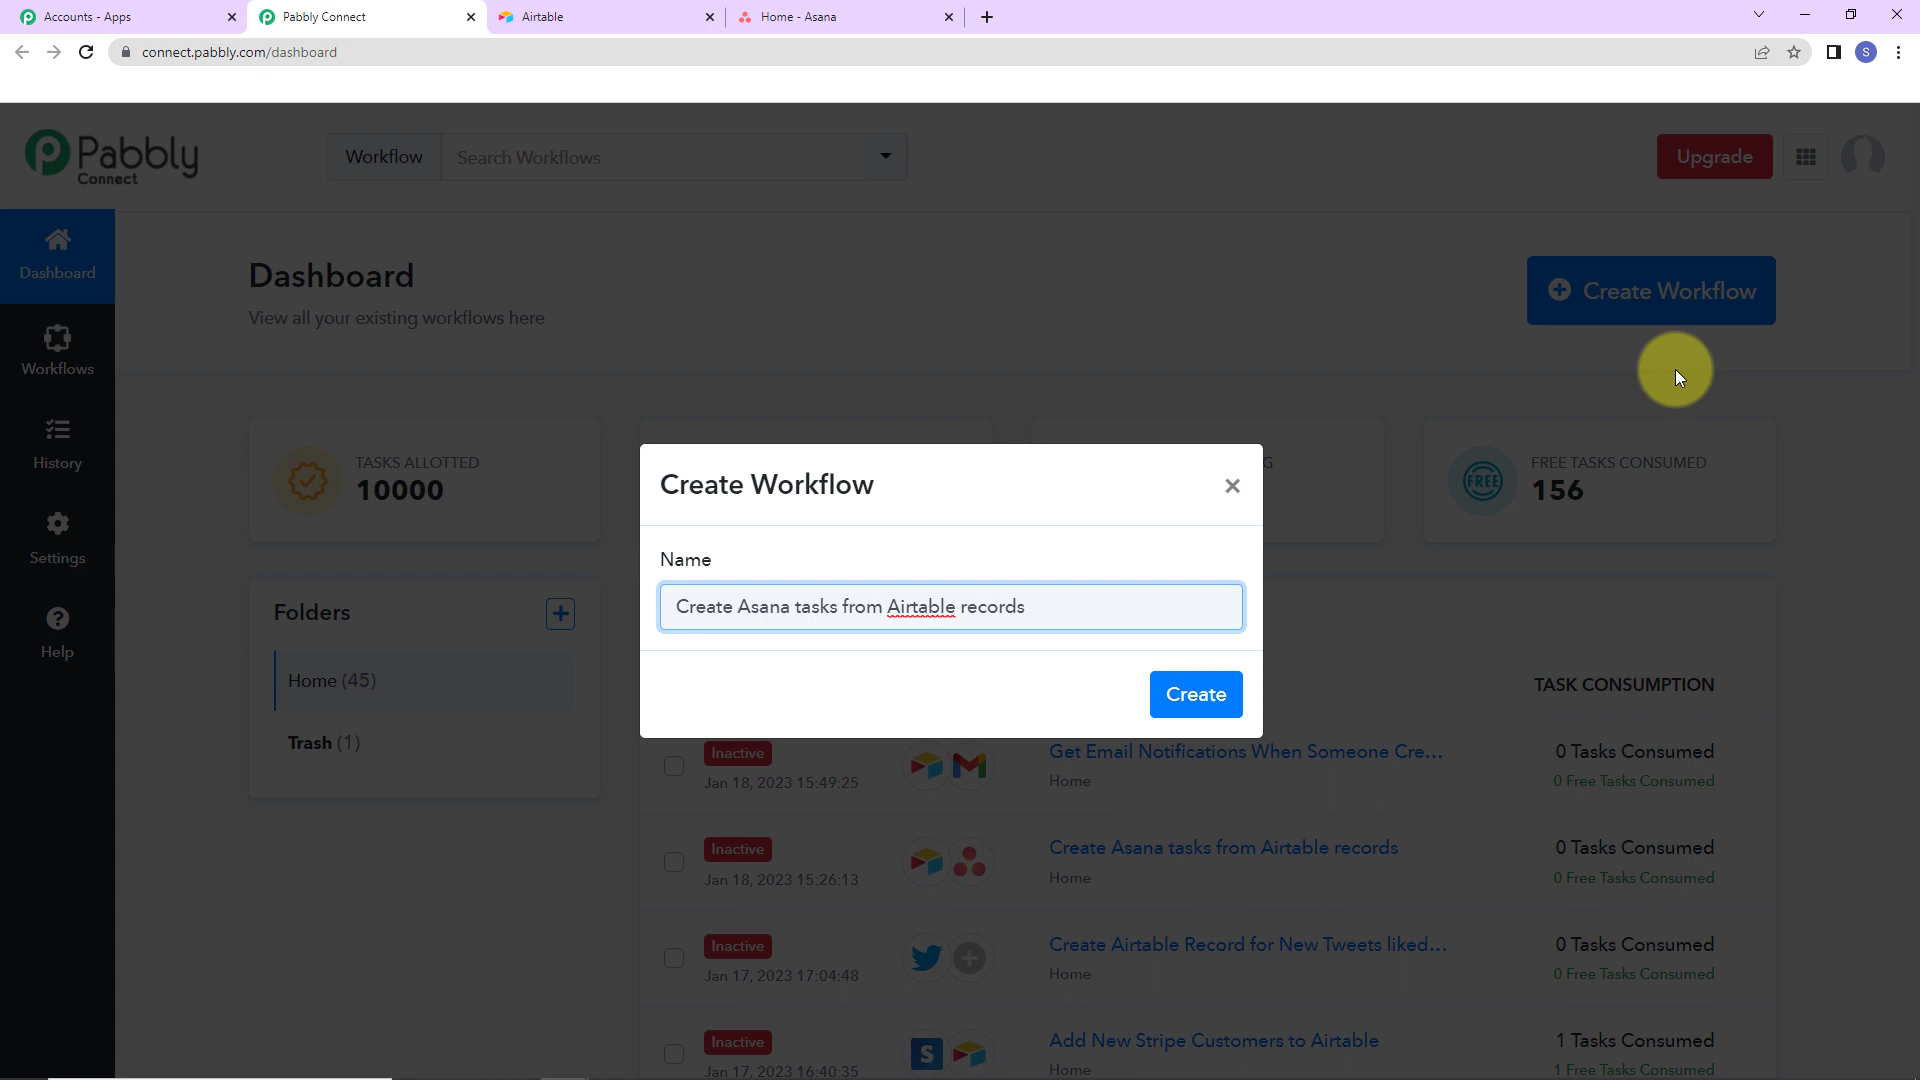 Accounts - Apps
Pabbly Connect
Airtable
Home - Asana
S
connect.pabbly.com/dashboard
Pabbly
Connect
Workflow
Search Workflows
Upgrade
Dashboard
Workflows
History
Settings
Help
Dashboard
View all your existing workflows here
Create Workflow
TASKS ALLOTTED
10000
G
FREE
FREE TASKS CONSUMED
156
Create Workflow
Name
Create Asana tasks from Airtable records
Create
Folders
Home (45)
Trash (1)
TASK CONSUMPTION
Inactive
Jan 18, 2023 15:49:25
Get Email Notifications When Someone Cre...
Home
0 Tasks Consumed
0 Free Tasks Consumed
Inactive
Jan 18, 2023 15:26:13
Create Asana tasks from Airtable records
Home
0 Tasks Consumed
0 Free Tasks Consumed
Inactive
Jan 17, 2023 17:04:48
Create Airtable Record for New Tweets liked...
Home
0 Tasks Consumed
0 Free Tasks Consumed
Inactive
Jan 17, 2023 16:40:35
S
Add New Stripe Customers to Airtable
Home
1 Tasks Consumed
1 Free Tasks Consumed